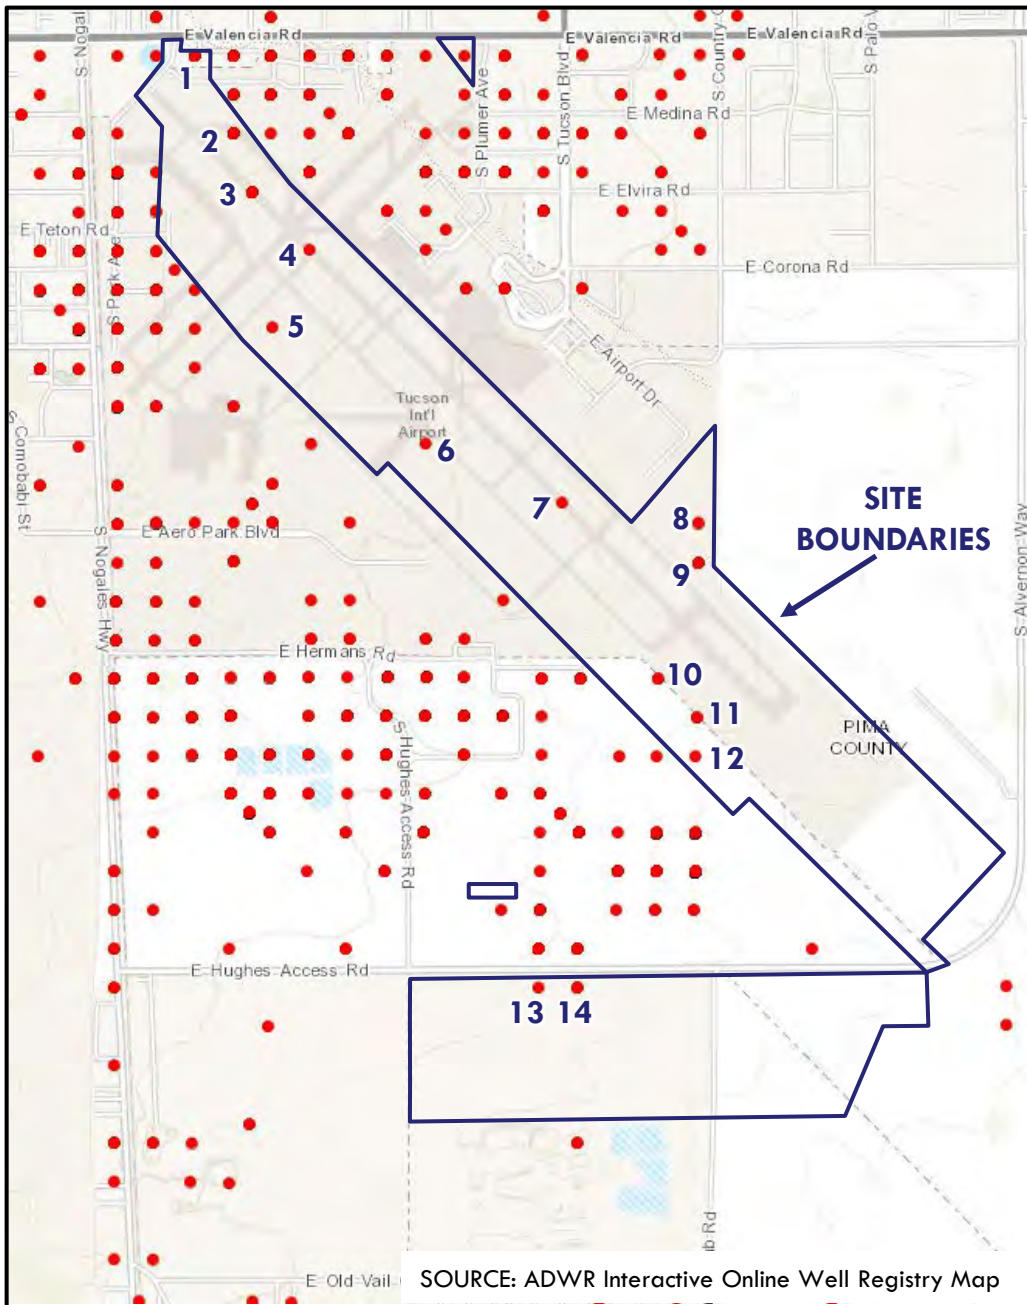 E Valencia Rd
E Valencia Rd
E Valencia Rd
S Nogal
S Plumer Ave
S Tucson Blvd
S Country C
S Palo V
1
E Medina Rd
2
3
E Elvira Rd
E Teton Rd
S Park Ave
4
E Corona Rd
5
E Airport Dr
Tucson
Int'l
Airport
6
S Comobabi St
7
8
SITE
BOUNDARIES
E Aero Park Blvd
9
S Nogales Hwy
S Alvernon Way
E Hermans Rd
10
11
PIMA
COUNTY
12
S Hughes Access Rd
E Hughes Access Rd
13 14
ub Rd
E Old Vail
SOURCE: ADWR Interactive Online Well Registry Map